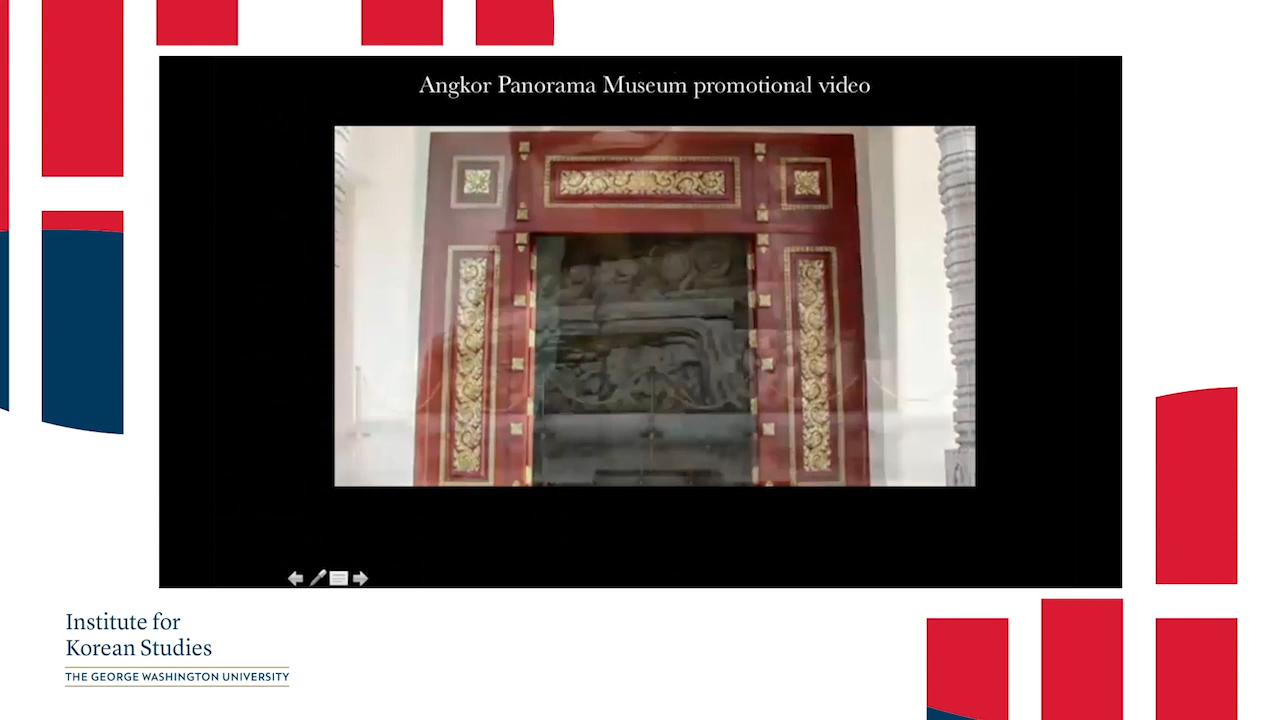 Angkor Panorama Museum promotional video
Institute for
Korean Studies
THE GEORGE WASHINGTON UNIVERSITY